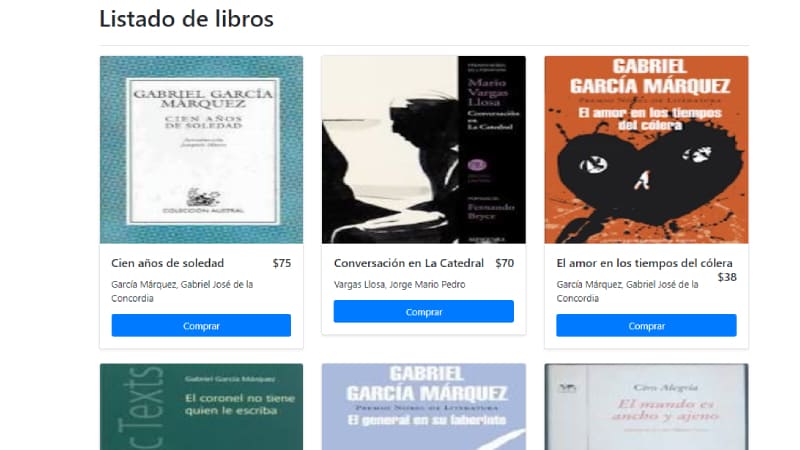 Listado de libros
GABRIEL GARCÍA
MÁRQUEZ
CIEN AÑOS
DE SOLEDAD
COLECCIÓN AUSTRAL
Mario
Vargas
Llosa
Conversación
en
La Catedral
Fernando
Bryce
GABRIEL
GARCÍA MÁRQUEZ
PREMIO NOBEL DE LITERATURA
El amor en los tiempos
del cólera
Cien años de soledad $75
García Márquez, Gabriel José de la
Concordia
Comprar
Conversación en La Catedral $70
Vargas Llosa, Jorge Mario Pedro
Comprar
El amor en los tiempos del cólera
$38
García Márquez, Gabriel José de la
Concordia
Comprar
c Texts
Gabriel García Márquez
El coronel no tiene
quien le escriba
GABRIEL
GARCÍA MÁRQUEZ
PREMIO NOBEL DE LITERATURA
El general en su laberinto
Ciro Alegría
El mundo es
ancho y ajeno